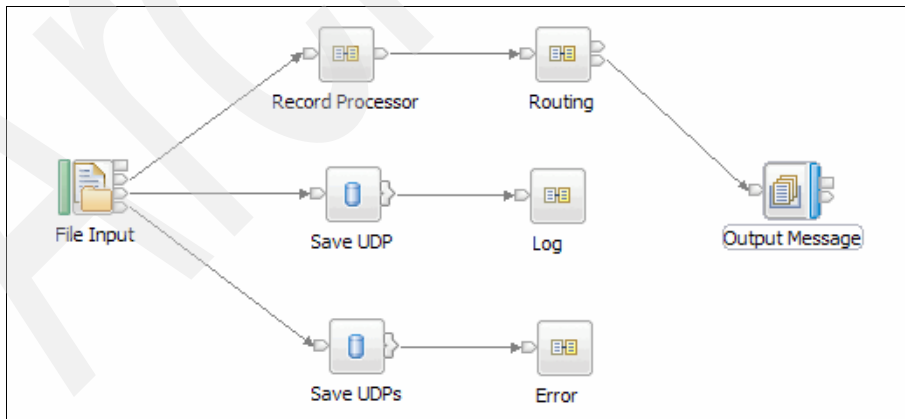 Record Processor
Routing
File Input
Save UDP
Log
Output Message
Save UDPs
Error